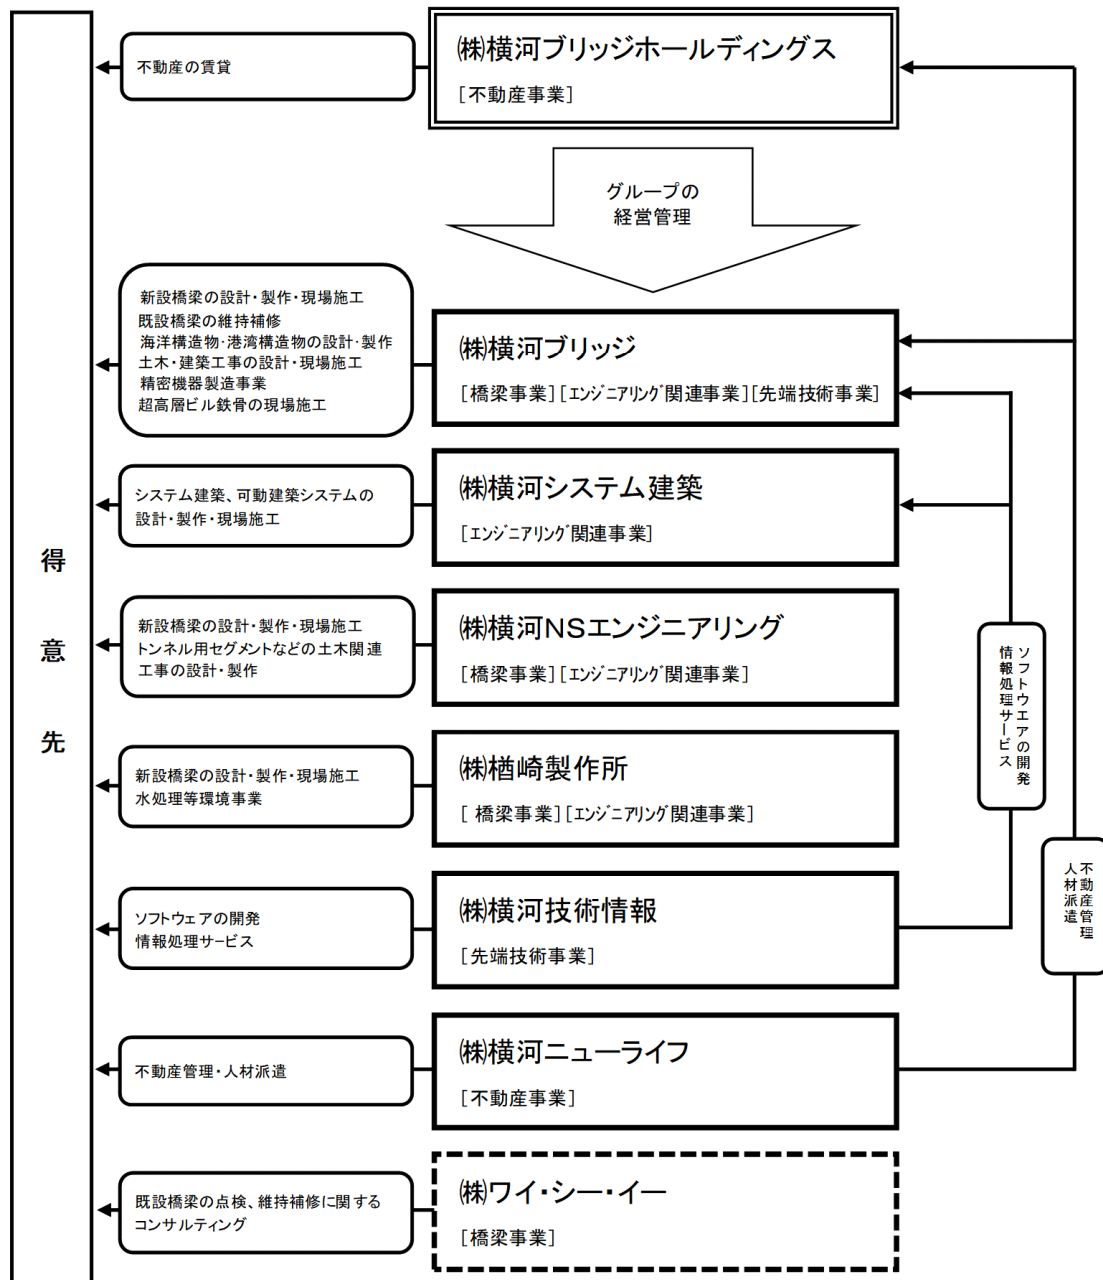 ㈱横河ブリッジホールディングス
[不動産事業]
不動産の賃貸
グループの
経営管理
新設橋梁の設計・製作・現場施工
既設橋梁の維持補修
海洋構造物・港湾構造物の設計・製作
土木・建築工事の設計・現場施工
精密機器製造事業
超高層ビル鉄骨の現場施工
㈱横河ブリッジ
[橋梁事業][エンジニアリング関連事業][先端技術事業]
システム建築、可動建築システムの
設計・製作・現場施工
㈱横河システム建築
[エンジニアリング関連事業]
得意先
新設橋梁の設計・製作・現場施工
トンネル用セグメントなどの土木関連
工事の設計・製作
㈱横河NSエンジニアリング
[橋梁事業][エンジニアリング関連事業]
ソフトウエアの開発
情報処理サービス
新設橋梁の設計・製作・現場施工
水処理等環境事業
㈱楢崎製作所
[ 橋梁事業][エンジニアリング関連事業]
不動産管理
人材派遣
ソフトウェアの開発
情報処理サービス
㈱横河技術情報
[先端技術事業]
不動産管理・人材派遣
㈱横河ニューライフ
[不動産事業]
既設橋梁の点検、維持補修に関する
コンサルティング
㈱ワイ・シー・イー
[橋梁事業]